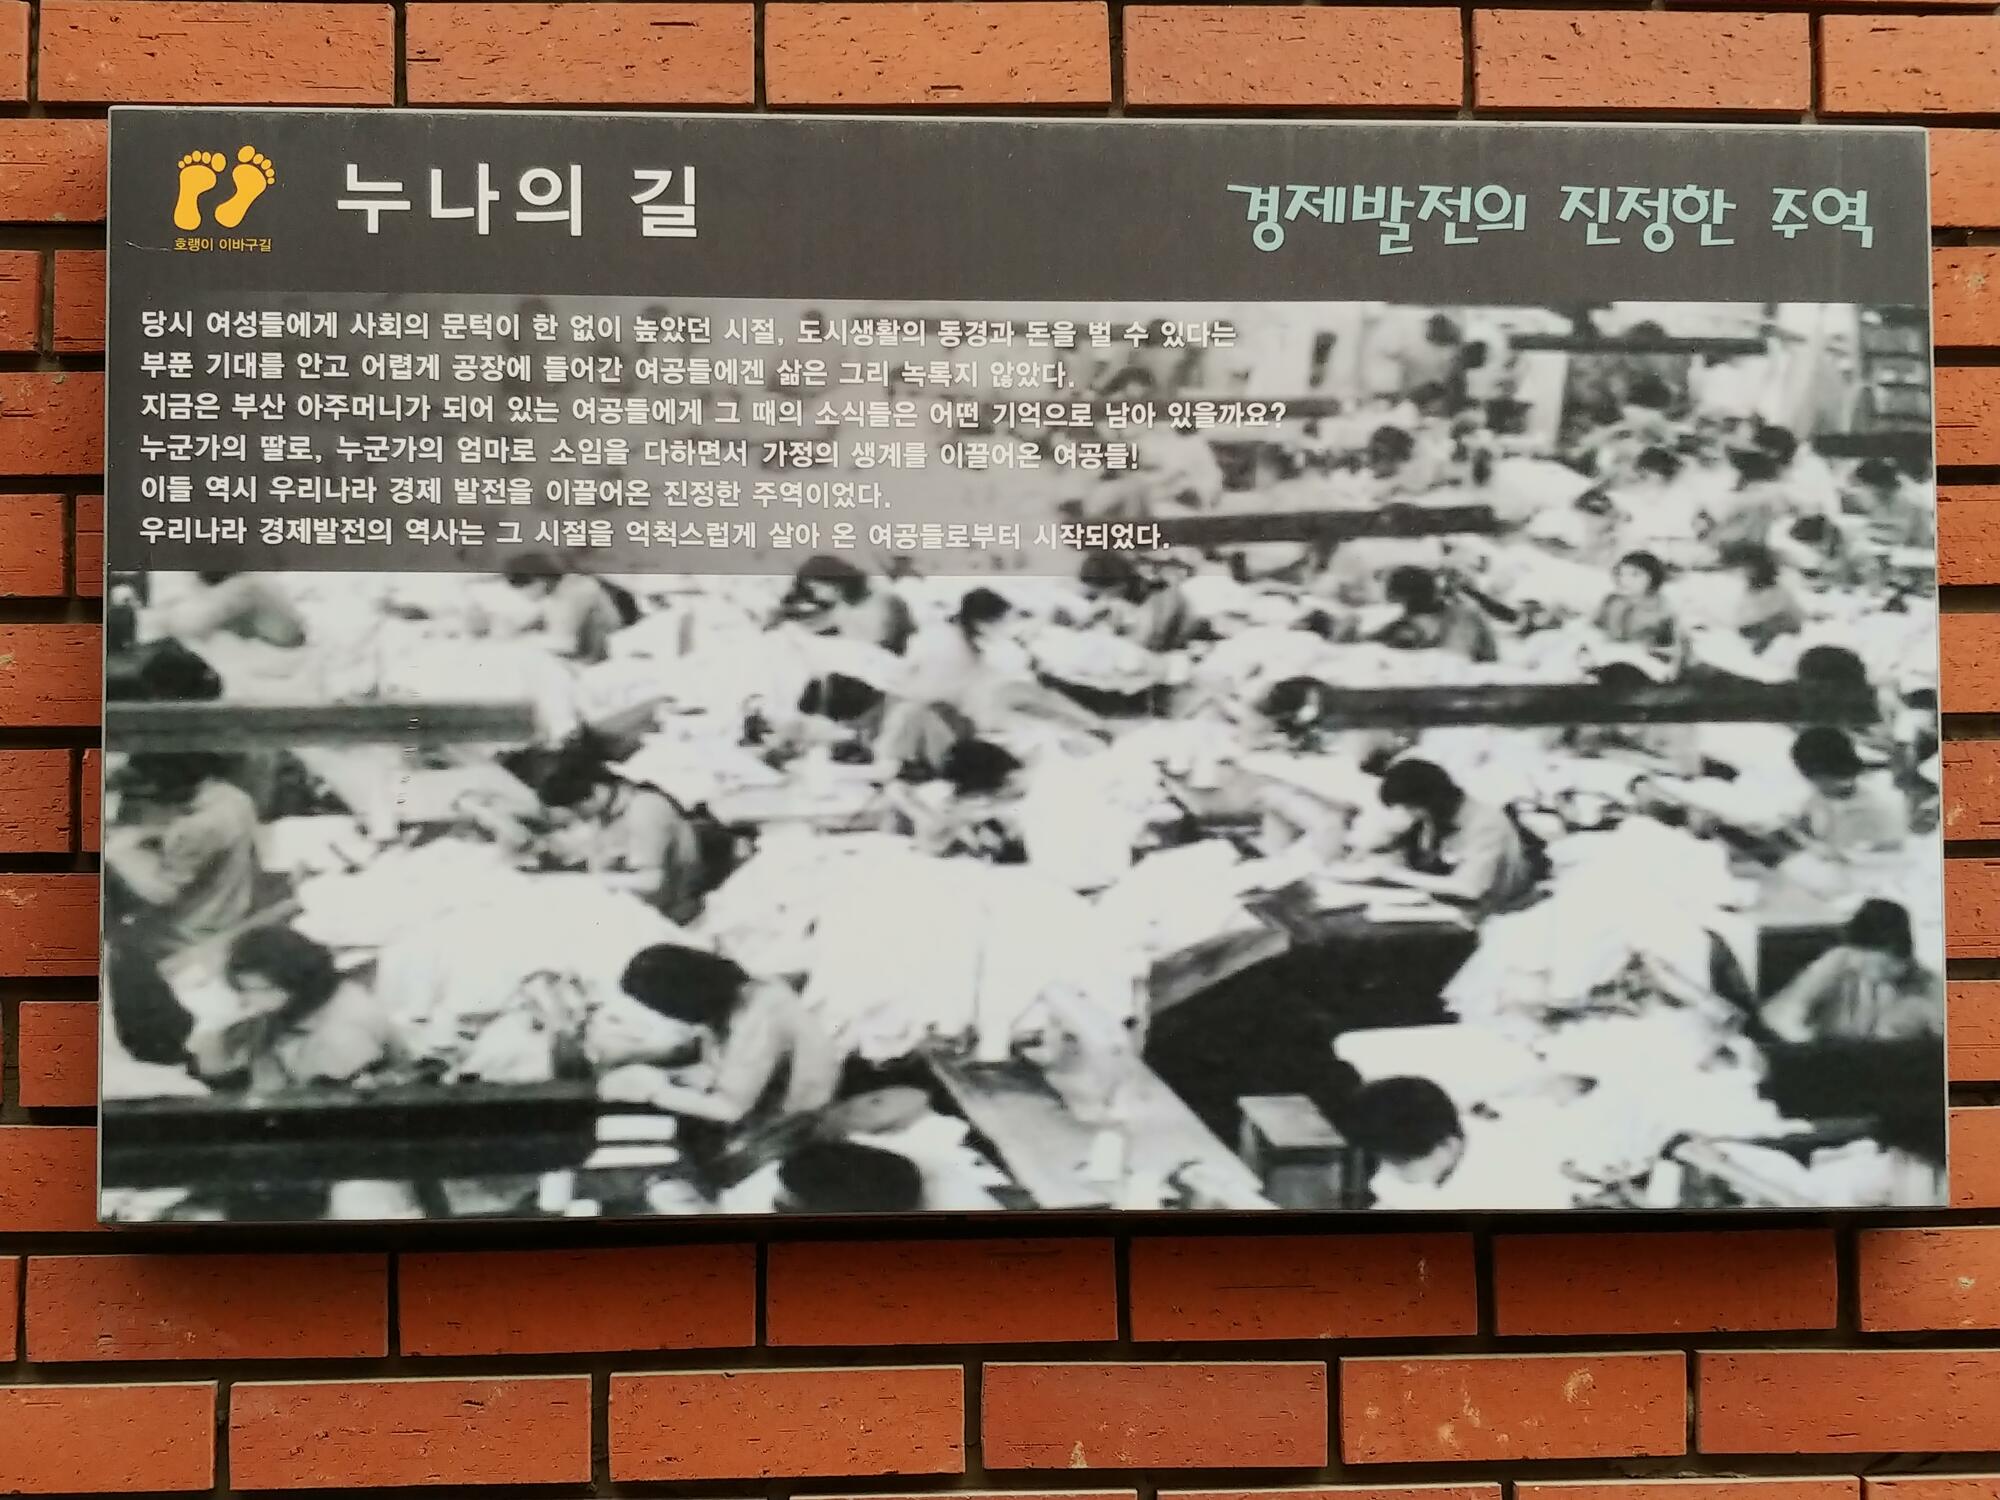 호랭이 이바구길
누나의 길
경제발전의 진정한 주역
당시 여성들에게 사회의 문턱이 한 없이 높았던 시절, 도시생활의 동경과 돈을 벌 수 있다는
부푼 기대를 안고 어렵게 공장에 들어간 여공들에겐 삶은 그리 녹록지 않았다.
지금은 부산 아주머니가 되어 있는 여공들에게 그 때의 소식들은 어떤 기억으로 남아 있을까요?
누군가의 딸로, 누군가의 엄마로 소임을 다하면서 가정의 생계를 이끌어온 여공들!
이들 역시 우리나라 경제 발전을 이끌어온 진정한 주역이었다.
우리나라 경제발전의 역사는 그 시절을 억척스럽게 살아 온 여공들로부터 시작되었다.